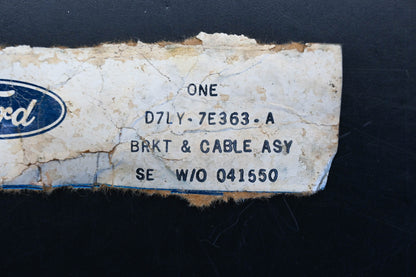 ONE
Ford
D7LY-7E363-A
BRKT & CABLE ASY
SE W/O 041550